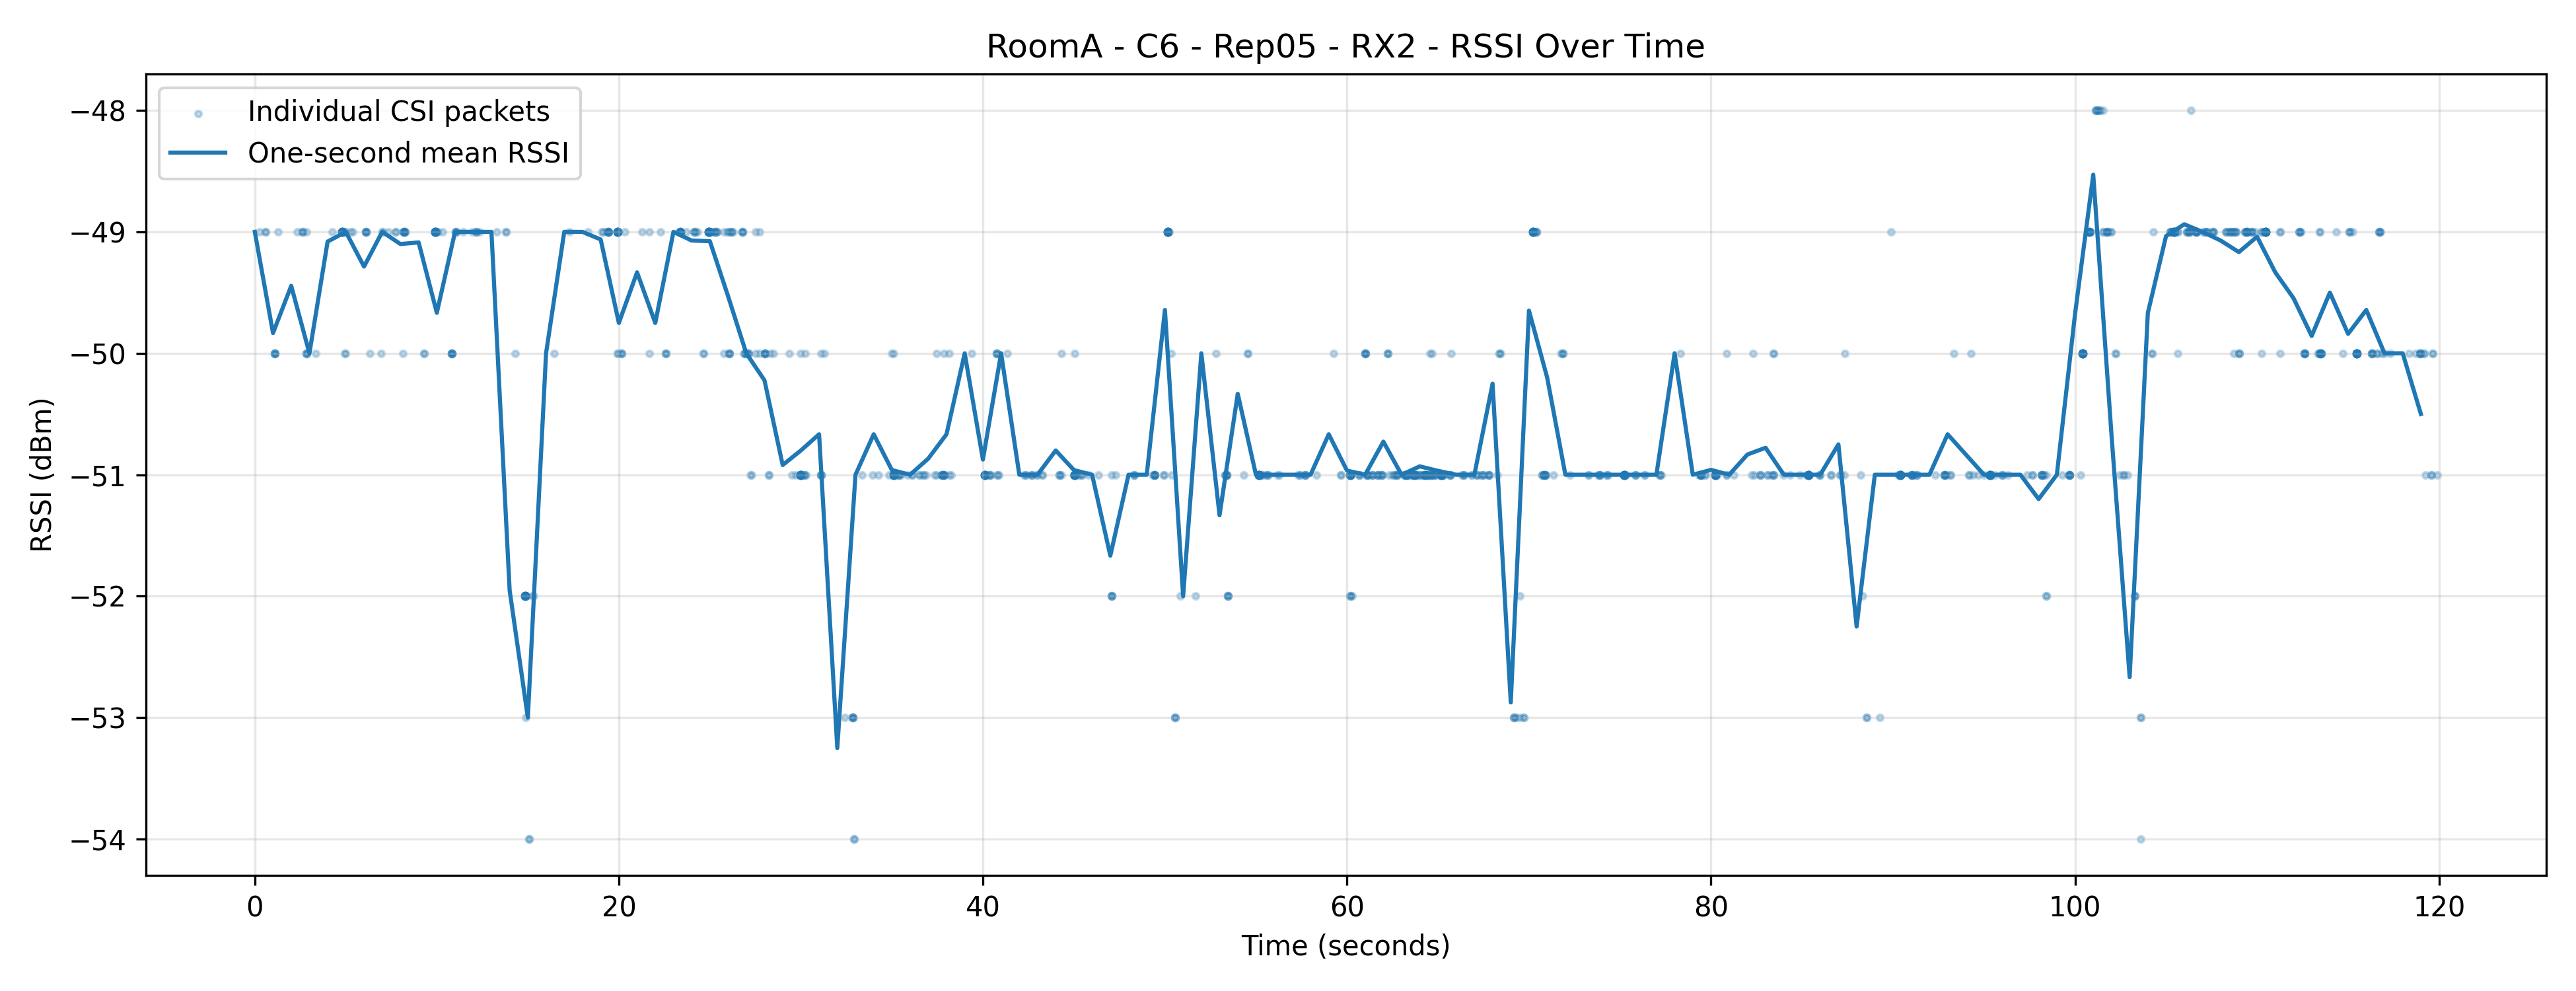 RoomA - C6 - Rep05 - RX2 - RSSI Over Time
Individual CSI packets
One-second mean RSSI
−48
−49
−50
−51
−52
−53
−54
RSSI (dBm)
0 20 40 60 80 100 120
Time (seconds)